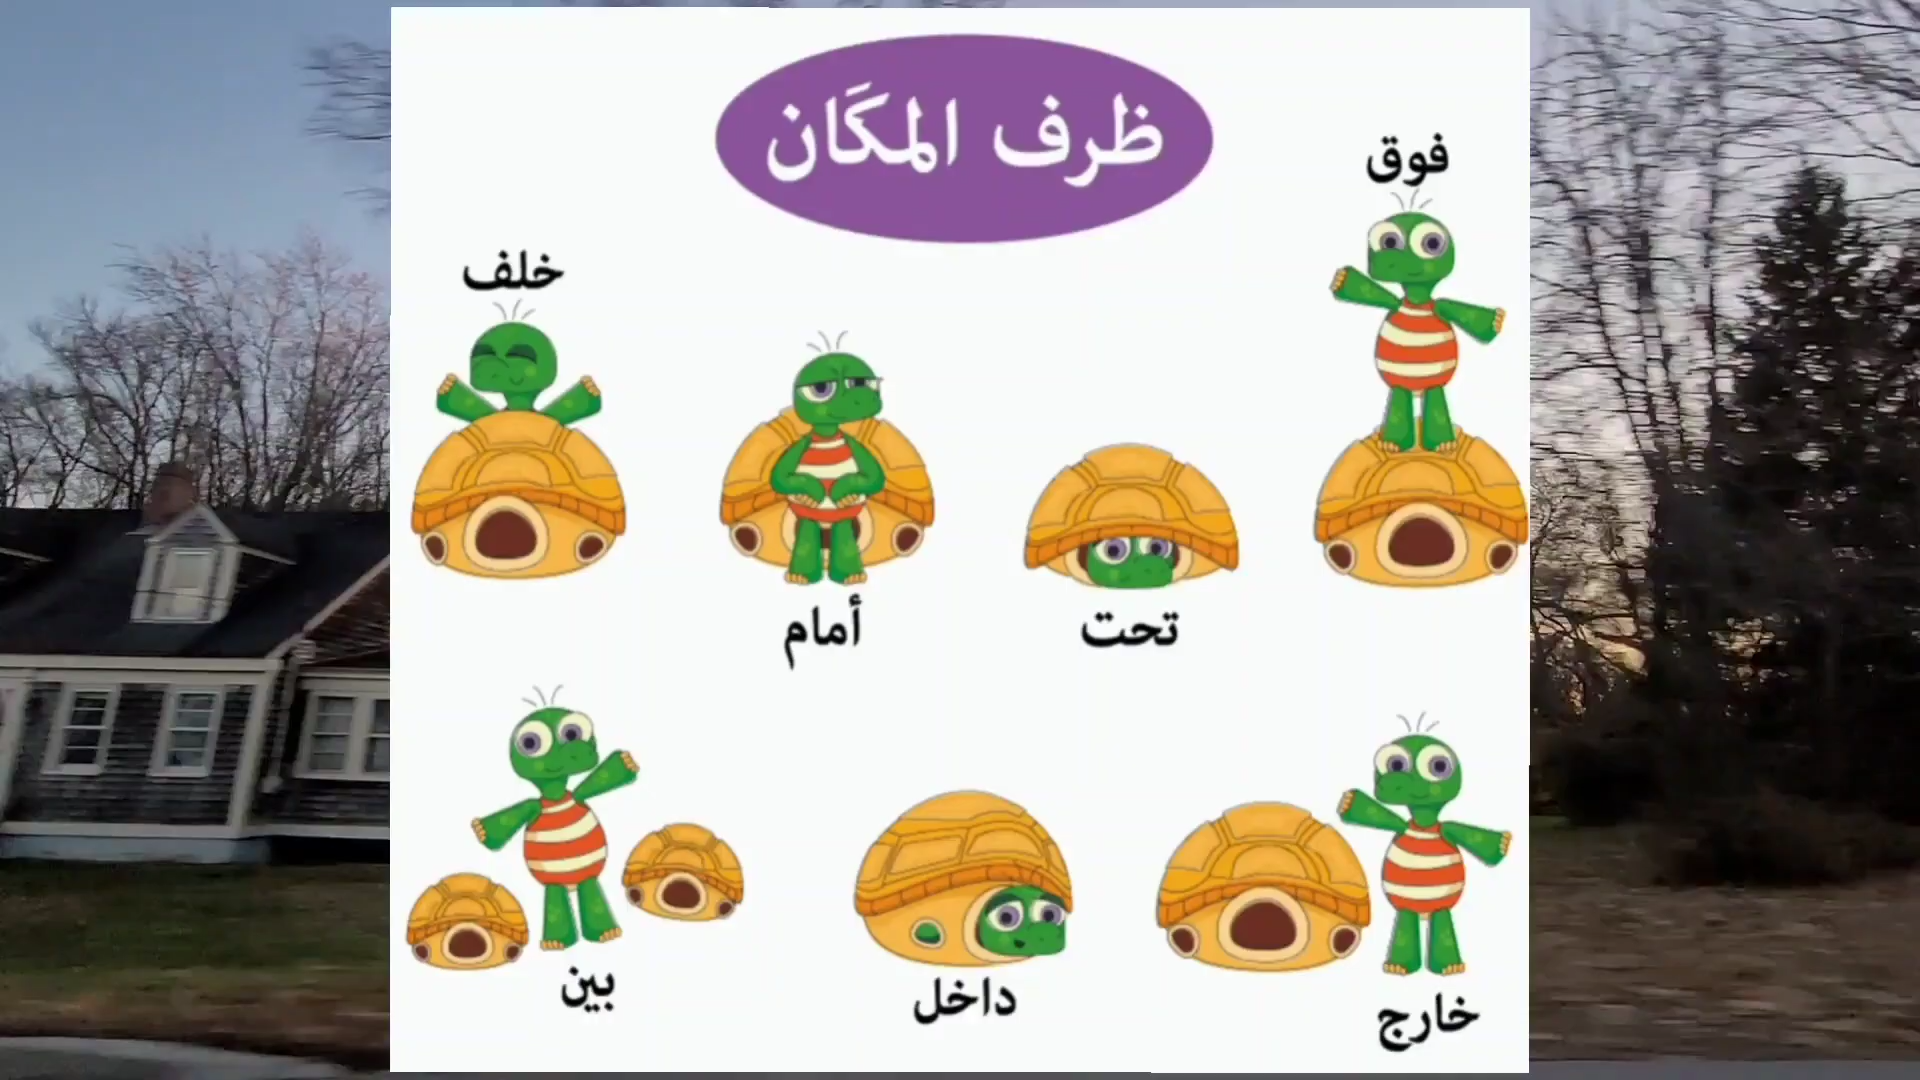 ظرف المكَان
فوق
خلف
تحت
أمام
خارج
داخل
بين